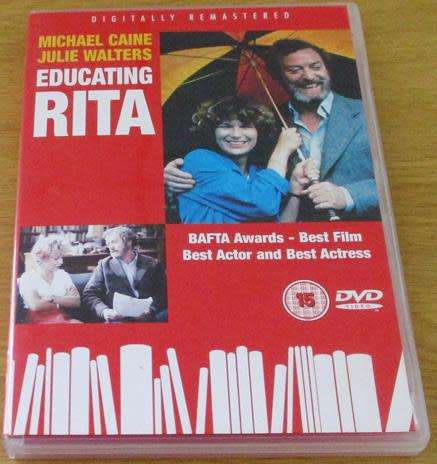 DIGITALLY REMASTERED
MICHAEL CAINE
JULIE WALTERS
EDUCATING
RITA
BAFTA Awards – Best Film
Best Actor and Best Actress
15
DVD
VIDEO